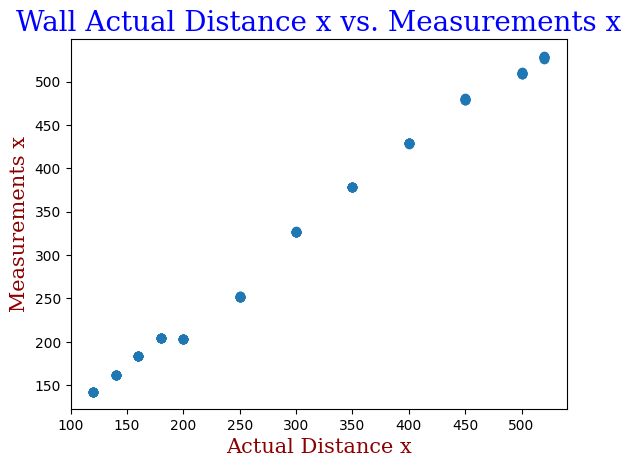 Wall Actual Distance x vs. Measurements x
Measurements x
500
450
400
350
300
250
200
150
100 150 200 250 300 350 400 450 500
Actual Distance x